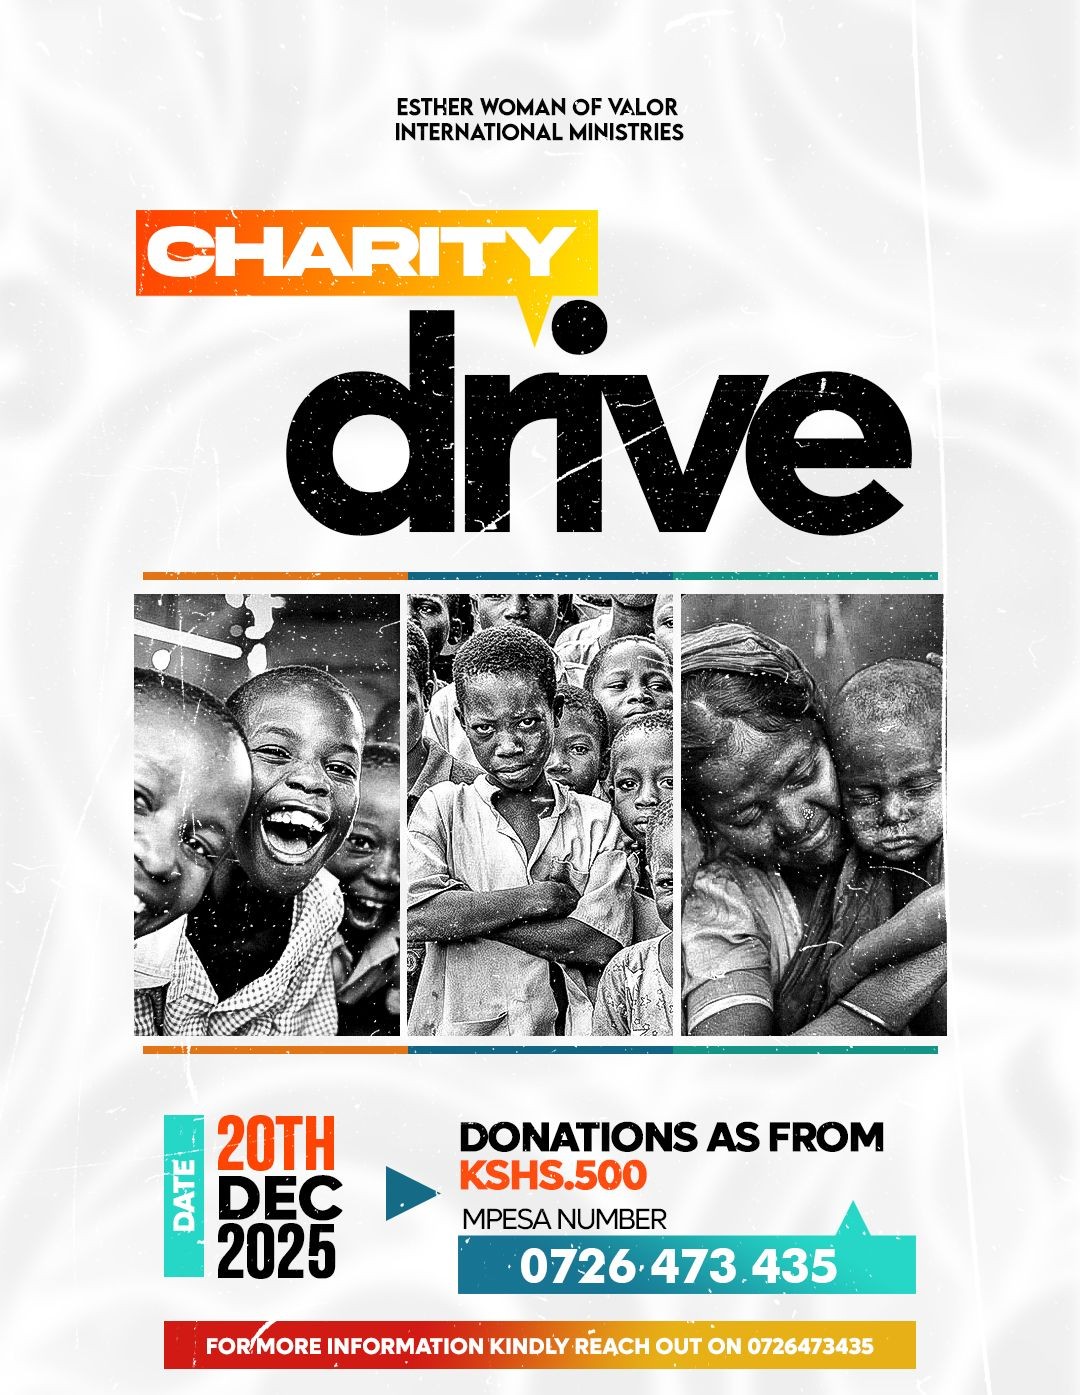 ESTHER WOMAN OF VALOR
INTERNATIONAL MINISTRIES
CHARITY
drive
DATE
20TH
DEC
2025
DONATIONS AS FROM
KSHS.500
MPESA NUMBER
0726 473 435
FOR MORE INFORMATION KINDLY REACH OUT ON 0726473435